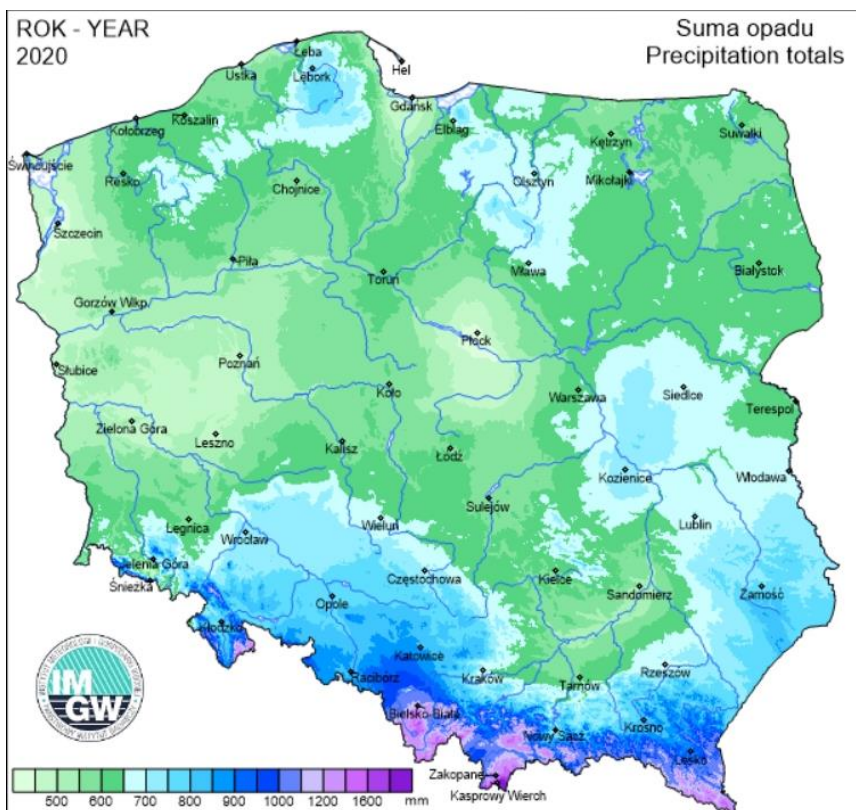 ROK - YEAR
2020
Suma opadu
Precipitation totals
Łeba
Hel
Ustka
Lębork
Gdańsk
Kołobrzeg
Koszalin
Elbląg
Kętrzyn
Suwałki
Świnoujście
Resko
Chojnice
Olsztyn
Mikołajki
Szczecin
Piła
Toruń
Mława
Białystok
Gorzów Wlkp.
Płock
Słubice
Poznań
Koło
Warszawa
Siedlce
Terespol
Zielona Góra
Leszno
Kalisz
Łódź
Kozienice
Włodawa
Legnica
Wrocław
Wieluń
Sulejów
Lublin
Jelenia Góra
Śnieżka
Częstochowa
Kielce
Sandomierz
Zamość
Opole
Kłodzko
Katowice
Racibórz
Kraków
Tarnów
Rzeszów
Bielsko-Biała
Nowy Sącz
Krosno
Lesko
Zakopane
Kasprowy Wierch
IM
GW
500 600 700 800 900 1000 1200 1600 mm